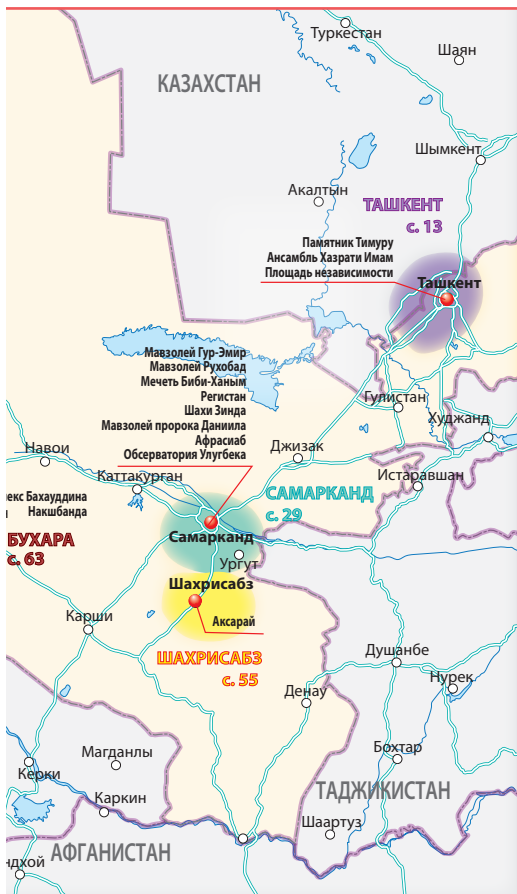 Туркестан
Шаян
КАЗАХСТАН
Шымкент
Акалтын
ТАШКЕНТ
с. 13
Памятник Тимуру
Ансамбль Хазрати Имам
Площадь независимости
Ташкент
Мавзолей Гур-Эмир
Мавзолей Рухобад
Мечеть Биби-Ханым
Регистан
Шахи Зинда
Мавзолей пророка Даниила
Афрасиаб
Обсерватория Улугбека
Гулистан
Худжанд
Джизак
Навои
Каттакурган
Истаравшан
САМАРКАНД
с. 29
екс Бахауддина
Накшбанда
БУХАРА
с. 63
Самарканд
Ургут
Шахрисабз
Аксарай
Карши
ШАХРИСАБЗ
с. 55
Душанбе
Нурек
Денау
Магданлы
Бохтар
Керки
ТАДЖИКИСТАН
Каркин
Шаартуз
АФГАНИСТАН
ндхой